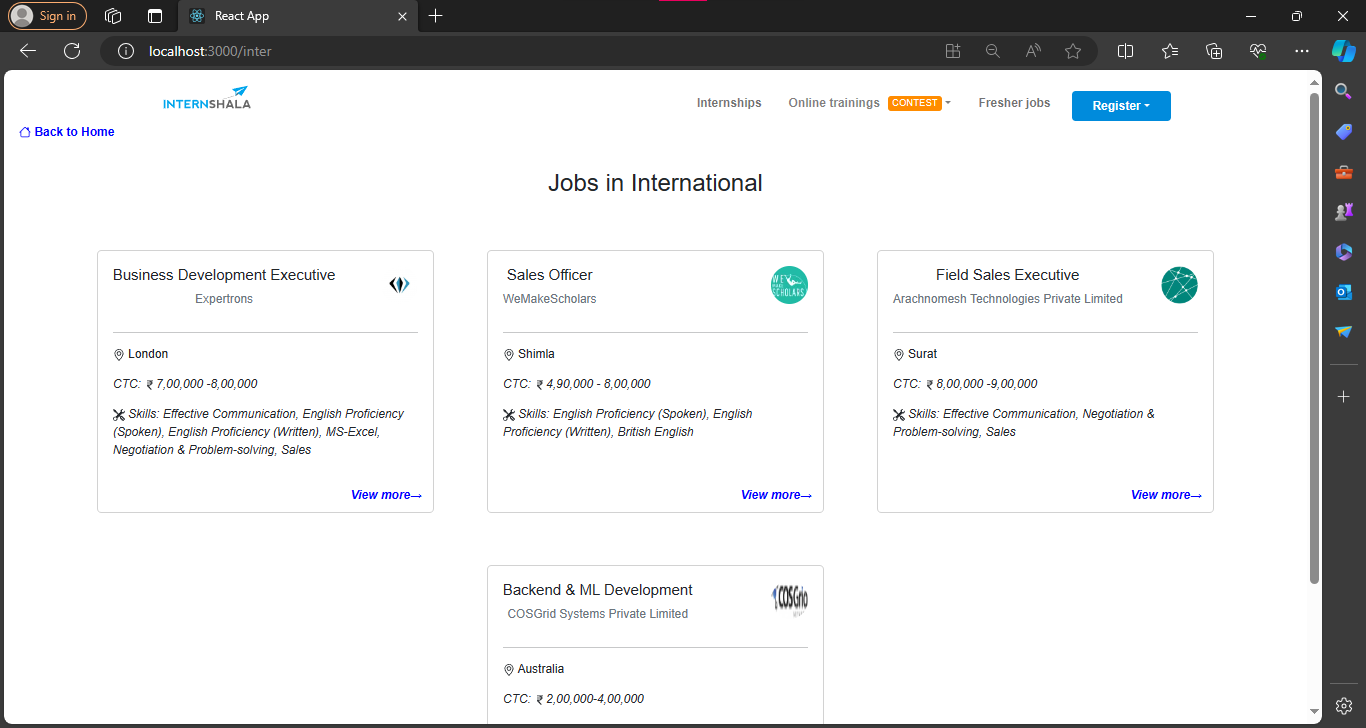 Sign in
React App
localhost:3000/inter
INTERNSHALA
Internships
Online trainings CONTEST
Fresher jobs
Register
Back to Home
Jobs in International
Business Development Executive
Expertrons
London
CTC: ₹ 7,00,000 -8,00,000
Skills: Effective Communication, English Proficiency
(Spoken), English Proficiency (Written), MS-Excel,
Negotiation & Problem-solving, Sales
View more→
Sales Officer
WeMakeScholars
WE
MAKE
SCHOLARS
Shimla
CTC: ₹ 4,90,000 - 8,00,000
Skills: English Proficiency (Spoken), English
Proficiency (Written), British English
View more→
Field Sales Executive
Arachnomesh Technologies Private Limited
Surat
CTC: ₹ 8,00,000 -9,00,000
Skills: Effective Communication, Negotiation &
Problem-solving, Sales
View more→
Backend & ML Development
COSGrid Systems Private Limited
COSGrid
Australia
CTC: ₹ 2,00,000-4,00,000